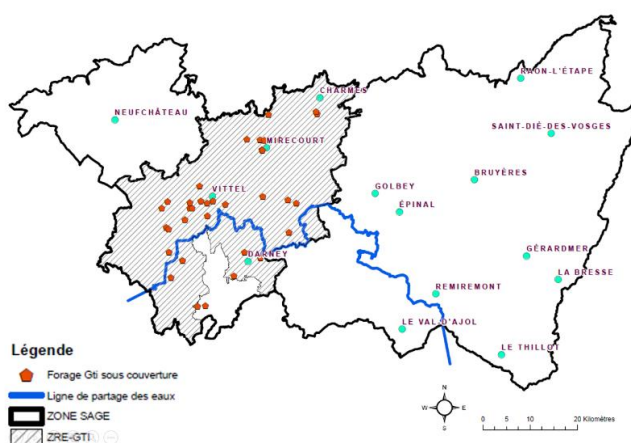 RAON-L'ÉTAPE
CHARMES
NEUFCHÂTEAU
SAINT-DIÉ-DES-VOSGES
MIRECOURT
BRUYÈRES
VITTEL
GOLBEY
ÉPINAL
GÉRARDMER
DARNEY
LA BRESSE
REMIREMONT
LE VAL-D'AJOL
LE THILLOT
Légende
Forage Gti sous couverture
Ligne de partage des eaux
ZONE SAGE
ZRE-GTI
N
W E
S
0 5 10 20 Kilomètres